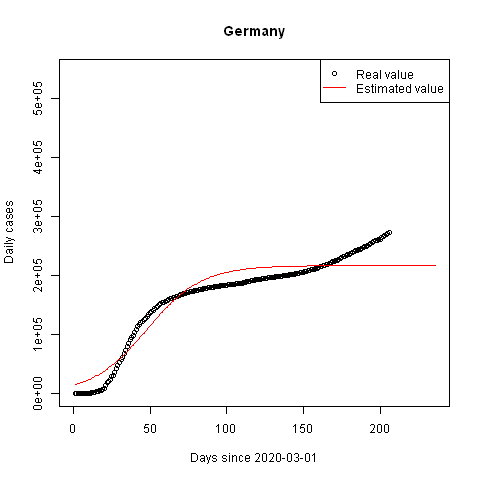 Germany
Real value
Estimated value
Daily cases
5e+05
4e+05
3e+05
2e+05
1e+05
0e+00
0 50 100 150 200
Days since 2020-03-01